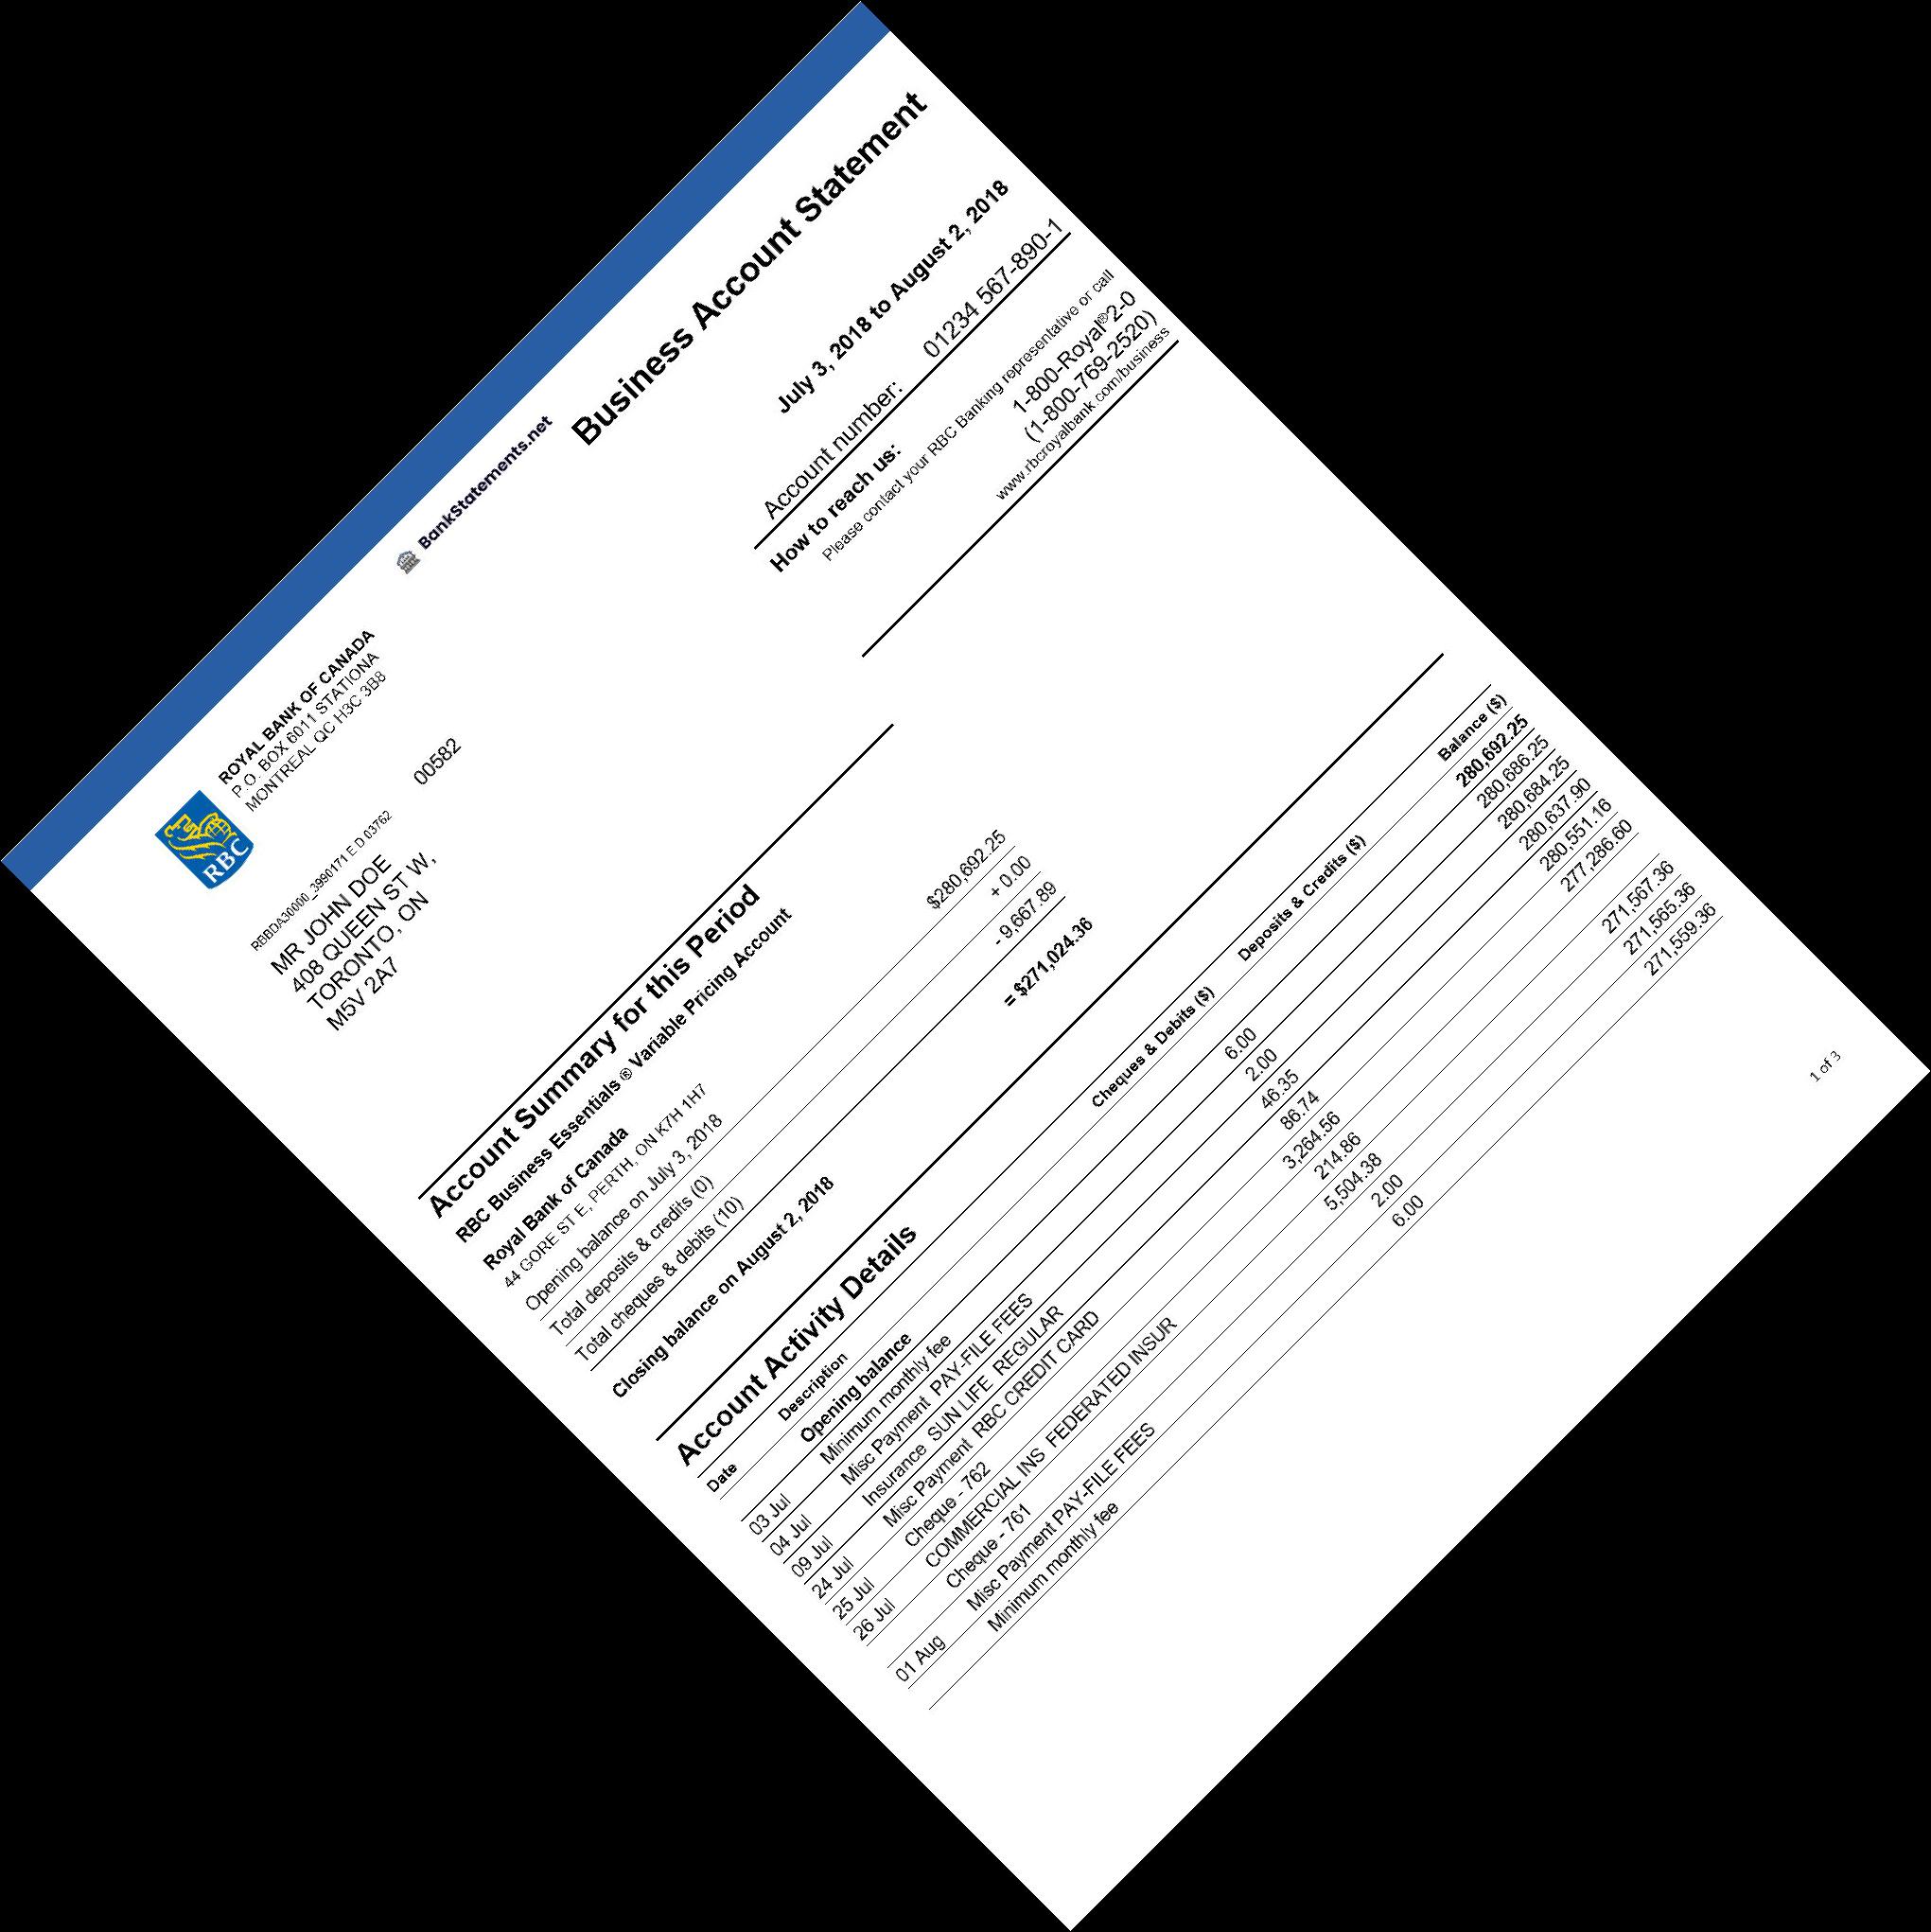 RBC
ROYAL BANK OF CANADA
P.O. BOX 6011 STATIONA
MONTREAL QC H3C 3B8
BankStatements.net
Business Account Statement
RBBDA30000_3990171 E D 03762
00582
MR JOHN DOE
408 QUEEN ST W,
TORONTO, ON
M5V 2A7
July 3, 2018 to August 2, 2018
Account number: 01234 567-890-1
How to reach us:
Please contact your RBC Banking representative or call
1-800-Royal®2-0
(1-800-769-2520)
www.rbcroyalbank.com/business
Account Summary for this Period
RBC Business Essentials ® Variable Pricing Account
Royal Bank of Canada
44 GORE ST E, PERTH, ON K7H 1H7
Opening balance on July 3, 2018 $280,692.25
Total deposits & credits (0) + 0.00
Total cheques & debits (10) - 9,667.89
Closing balance on August 2, 2018 = $271,024.36
Account Activity Details
Date Description Cheques & Debits ($) Deposits & Credits ($) Balance ($)
Opening balance 280,692.25
03 Jul Minimum monthly fee 6.00 280,686.25
04 Jul Misc Payment PAY-FILE FEES 2.00 280,684.25
09 Jul Insurance SUN LIFE REGULAR 46.35 280,637.90
24 Jul Misc Payment RBC CREDIT CARD 86.74 280,551.16
25 Jul Cheque - 762 3,264.56 277,286.60
26 Jul COMMERCIAL INS FEDERATED INSUR 214.86
Cheque - 761 5,504.38 271,567.36
01 Aug Misc Payment PAY-FILE FEES 2.00 271,565.36
Minimum monthly fee 6.00 271,559.36
1 of 3